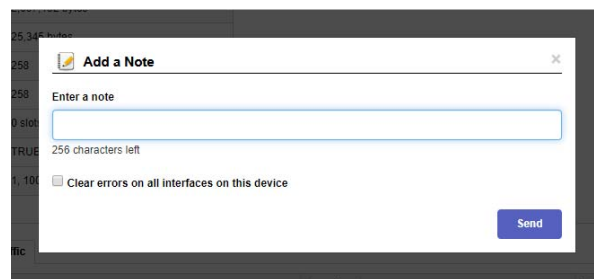 25,345 bytes
258
258
0 slots
TRUE
1, 100
ffic
Add a Note
×
Enter a note
256 characters left
Clear errors on all interfaces on this device
Send